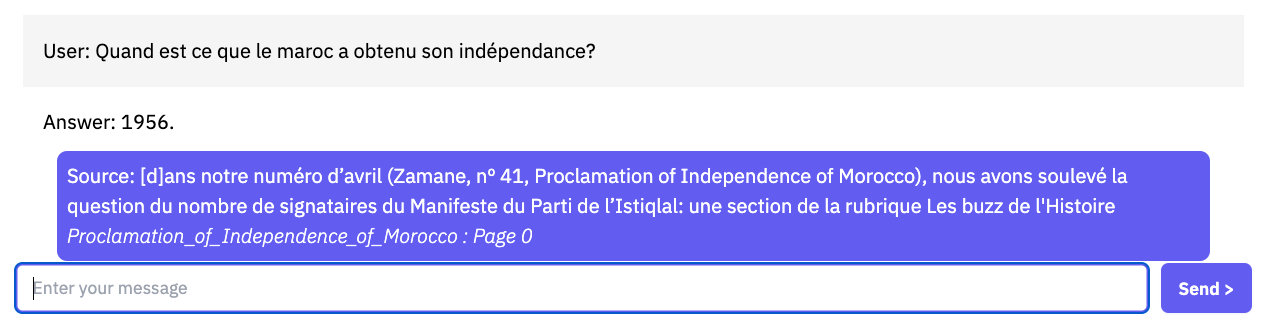 User: Quand est ce que le maroc a obtenu son indépendance?
Answer: 1956.
Source: [d]ans notre numéro d’avril (Zamane, nº 41, Proclamation of Independence of Morocco), nous avons soulevé la
question du nombre de signataires du Manifeste du Parti de l’Istiqlal: une section de la rubrique Les buzz de l'Histoire
Proclamation_of_Independence_of_Morocco : Page 0
Enter your message
Send >